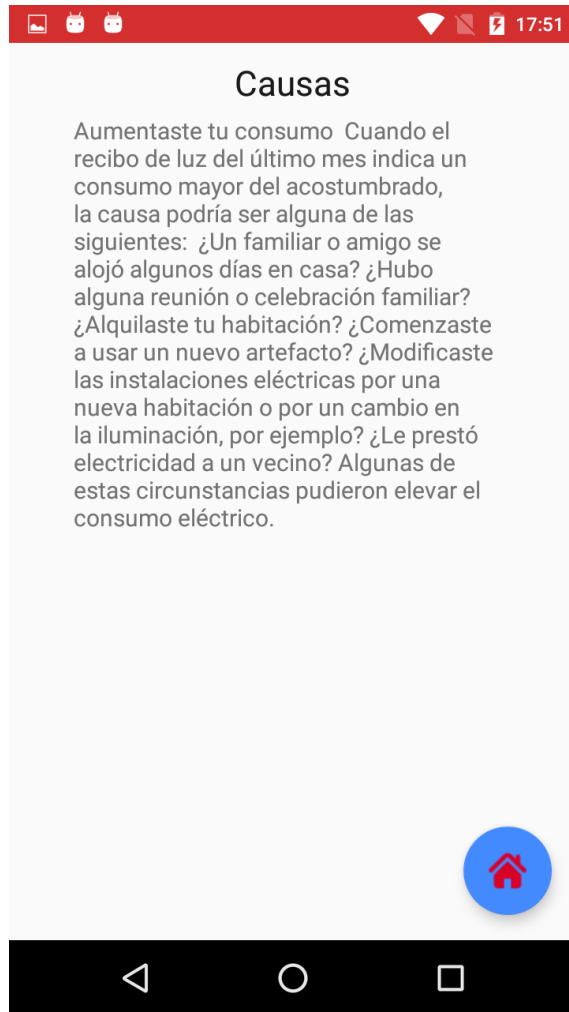 17:51
Causas
Aumentaste tu consumo  Cuando el
recibo de luz del último mes indica un
consumo mayor del acostumbrado,
la causa podría ser alguna de las
siguientes:  ¿Un familiar o amigo se
alojó algunos días en casa? ¿Hubo
alguna reunión o celebración familiar?
¿Alquilaste tu habitación? ¿Comenzaste
a usar un nuevo artefacto? ¿Modificaste
las instalaciones eléctricas por una
nueva habitación o por un cambio en
la iluminación, por ejemplo? ¿Le prestó
electricidad a un vecino? Algunas de
estas circunstancias pudieron elevar el
consumo eléctrico.